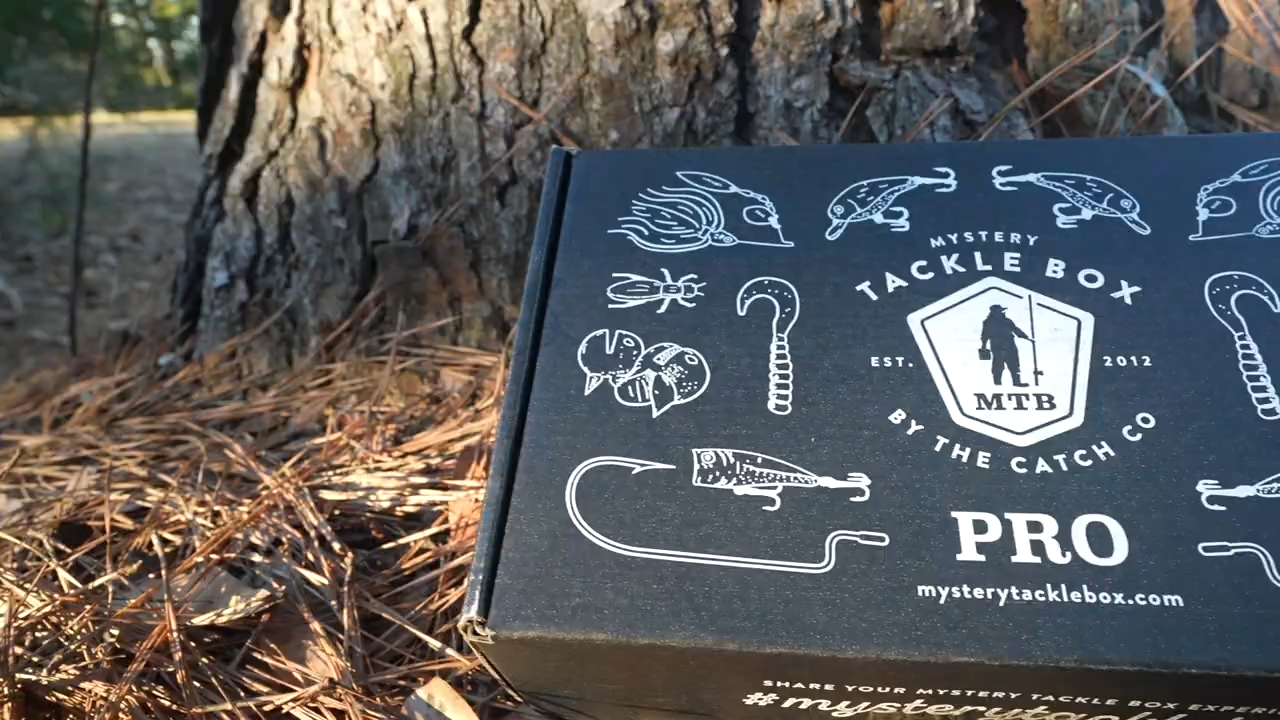 MYSTERY
TACKLE BOX
EST. 2012
MTB
BY THE CATCH CO
PRO
mysterytacklebox.com
SHARE YOUR MYSTERY TACKLE BOX